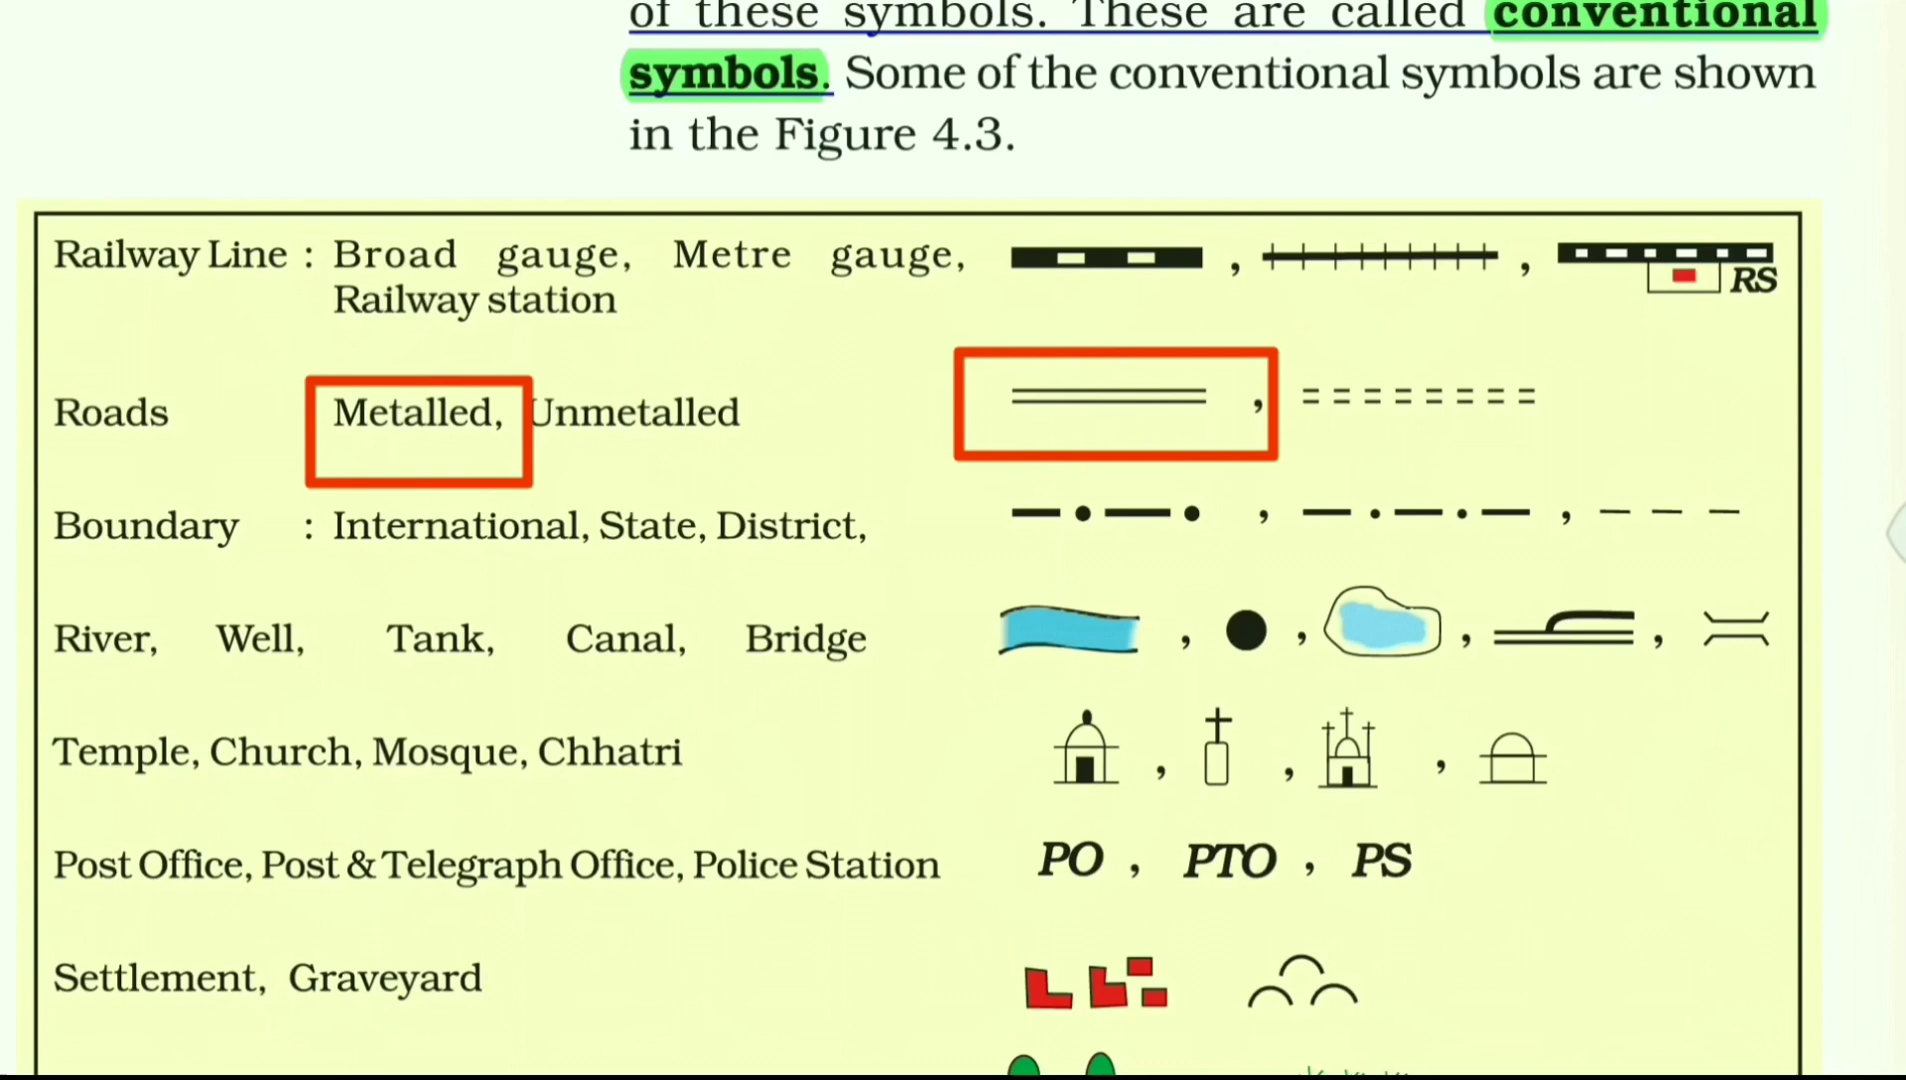 of these symbols. These are called conventional
symbols. Some of the conventional symbols are shown
in the Figure 4.3.
Railway Line : Broad gauge, Metre gauge, , , RS
Railway station
Roads Metalled, Unmetalled ,
Boundary : International, State, District, , ,
River, Well, Tank, Canal, Bridge , , , ,
Temple, Church, Mosque, Chhatri , , ,
Post Office, Post & Telegraph Office, Police Station PO , PTO , PS
Settlement, Graveyard